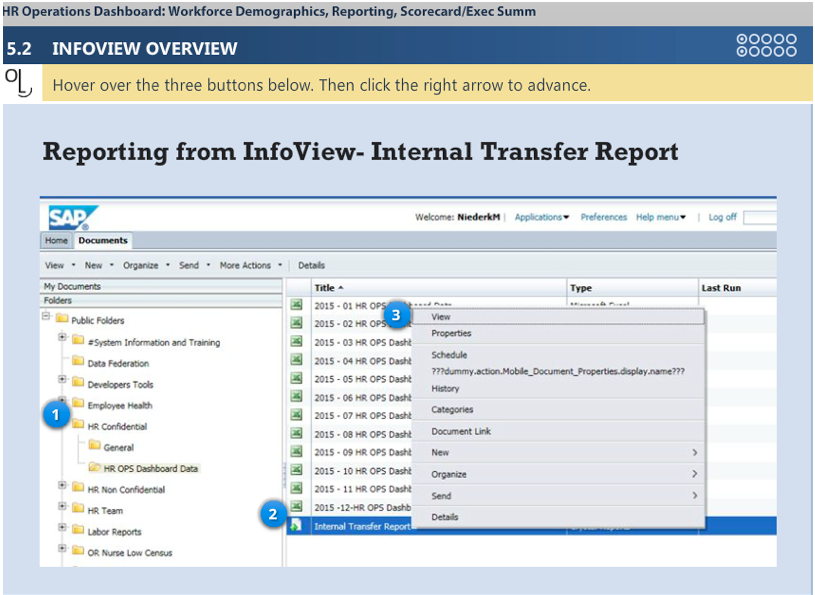 HR Operations Dashboard: Workforce Demographics, Reporting, Scorecard/Exec Summ
5.2 INFOVIEW OVERVIEW
Hover over the three buttons below. Then click the right arrow to advance.
Reporting from InfoView- Internal Transfer Report
SAP
Welcome: NiederkM | Applications Preferences Help menu | Log off
Home Documents
View New Organize Send More Actions Details
My Documents
Folders
Public Folders
#System Information and Training
Data Federation
Developers Tools
Employee Health
1
HR Confidential
General
HR OPS Dashboard Data
HR Non Confidential
HR Team
Labor Reports
OR Nurse Low Census
Title Type Last Run
2015 - 01 HR OPS Dashboard Data Microsoft Excel
2015 - 02 HR OPS
2015 - 03 HR OPS Dashb
2015 - 04 HR OPS Dashb
2015 - 05 HR OPS Dashb
2015 - 06 HR OPS Dashb
2015 - 07 HR OPS Dashb
2015 - 08 HR OPS Dashb
2015 - 09 HR OPS Dashb
2015 - 10 HR OPS Dashb
2015 - 11 HR OPS Dashb
2015 -12-HR OPS Dashb
2
Internal Transfer Report
3
View
Properties
Schedule
???dummy.action.Mobile_Document_Properties.display.name???
History
Categories
Document Link
New
Organize
Send
Details